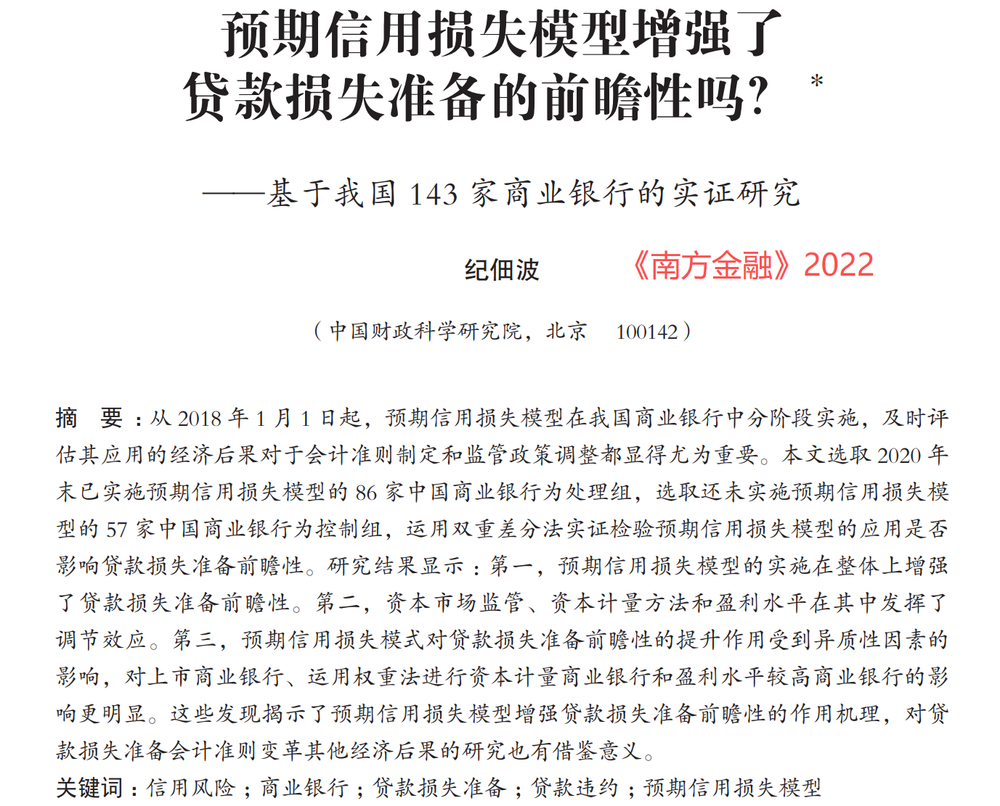 预期信用损失模型增强了
贷款损失准备的前瞻性吗？*
——基于我国 143 家商业银行的实证研究
纪佃波
《南方金融》2022
（中国财政科学研究院，北京 100142）
摘 要：从 2018 年 1 月 1 日起，预期信用损失模型在我国商业银行中分阶段实施，及时评
估其应用的经济后果对于会计准则制定和监管政策调整都显得尤为重要。本文选取 2020 年
末已实施预期信用损失模型的 86 家中国商业银行为处理组，选取还未实施预期信用损失模
型的 57 家中国商业银行为控制组，运用双重差分法实证检验预期信用损失模型的应用是否
影响贷款损失准备前瞻性。研究结果显示：第一，预期信用损失模型的实施在整体上增强
了贷款损失准备前瞻性。第二，资本市场监管、资本计量方法和盈利水平在其中发挥了
调节效应。第三，预期信用损失模式对贷款损失准备前瞻性的提升作用受到异质性因素的
影响，对上市商业银行、运用权重法进行资本计量商业银行和盈利水平较高商业银行的影
响更明显。这些发现揭示了预期信用损失模型增强贷款损失准备前瞻性的作用机理，对贷
款损失准备会计准则变革其他经济后果的研究也有借鉴意义。
关键词：信用风险；商业银行；贷款损失准备；贷款违约；预期信用损失模型